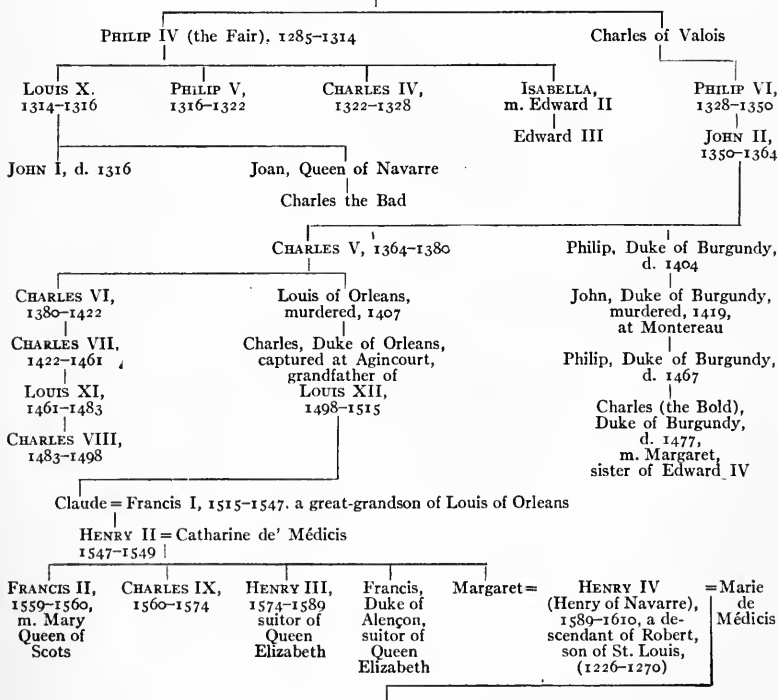 PHILIP IV (the Fair), 1285–1314
Charles of Valois
LOUIS X.
1314–1316
PHILIP V,
1316–1322
CHARLES IV,
1322–1328
ISABELLA,
m. Edward II
Edward III
PHILIP VI,
1328–1350
JOHN II,
1350–1364
JOHN I, d. 1316
Joan, Queen of Navarre
Charles the Bad
CHARLES V, 1364–1380
Philip, Duke of Burgundy,
d. 1404
CHARLES VI,
1380–1422
CHARLES VII,
1422–1461
LOUIS XI,
1461–1483
CHARLES VIII,
1483–1498
Louis of Orleans,
murdered, 1407
Charles, Duke of Orleans,
captured at Agincourt,
grandfather of
LOUIS XII,
1498–1515
John, Duke of Burgundy,
murdered, 1419,
at Montereau
Philip, Duke of Burgundy,
d. 1467
Charles (the Bold),
Duke of Burgundy,
d. 1477,
m. Margaret,
sister of Edward IV
Claude = Francis I, 1515–1547. a great-grandson of Louis of Orleans
HENRY II = Catharine de' Médicis
1547–1549
FRANCIS II,
1559–1560,
m. Mary
Queen of
Scots
CHARLES IX,
1560–1574
HENRY III,
1574–1589
suitor of
Queen
Elizabeth
Francis,
Duke of
Alençon,
suitor of
Queen
Elizabeth
Margaret =
HENRY IV
(Henry of Navarre),
1589–1610, a de-
scendant of Robert,
son of St. Louis,
(1226–1270)
= Marie
de
Médicis